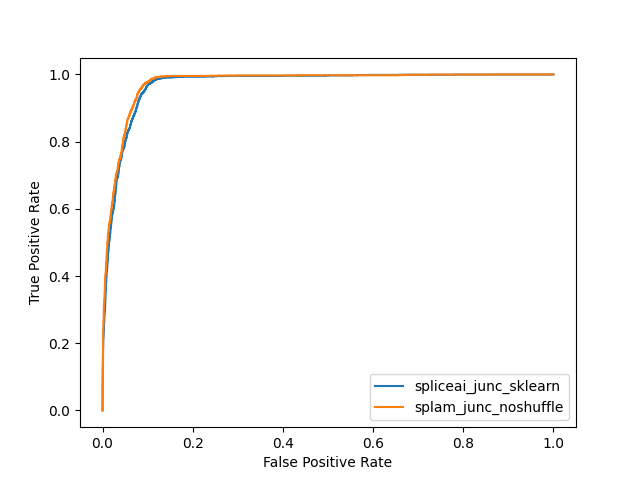 1.0
0.8
0.6
0.4
0.2
0.0
True Positive Rate
spliceai_junc_sklearn
splam_junc_noshuffle
0.0 0.2 0.4 0.6 0.8 1.0
False Positive Rate